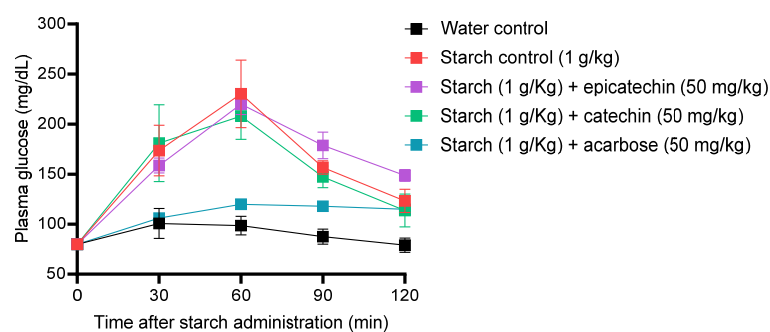 300
250
200
150
100
50
Plasma glucose (mg/dL)
0
30
60
90
120
Time after starch administration (min)
Water control
Starch control (1 g/kg)
Starch (1 g/Kg) + epicatechin (50 mg/kg)
Starch (1 g/Kg) + catechin (50 mg/kg)
Starch (1 g/Kg) + acarbose (50 mg/kg)